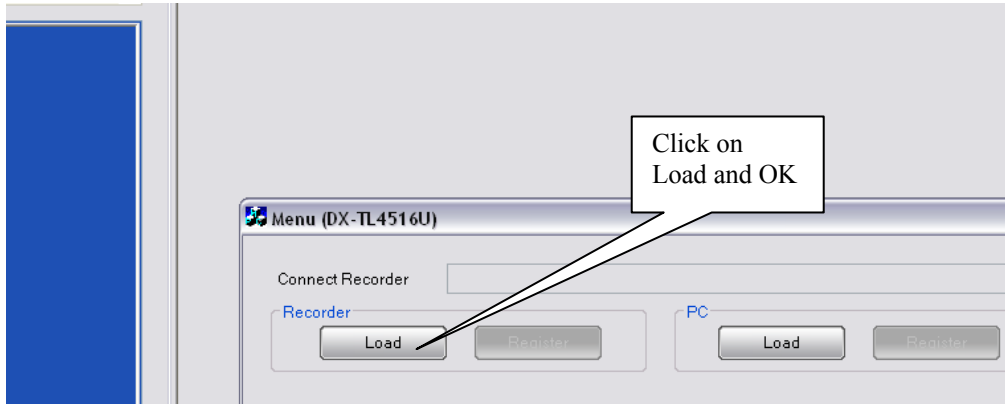 Click on
Load and OK
Menu (DX-TL4516U)
Connect Recorder
Recorder
PC
Load
Register
Load
Register